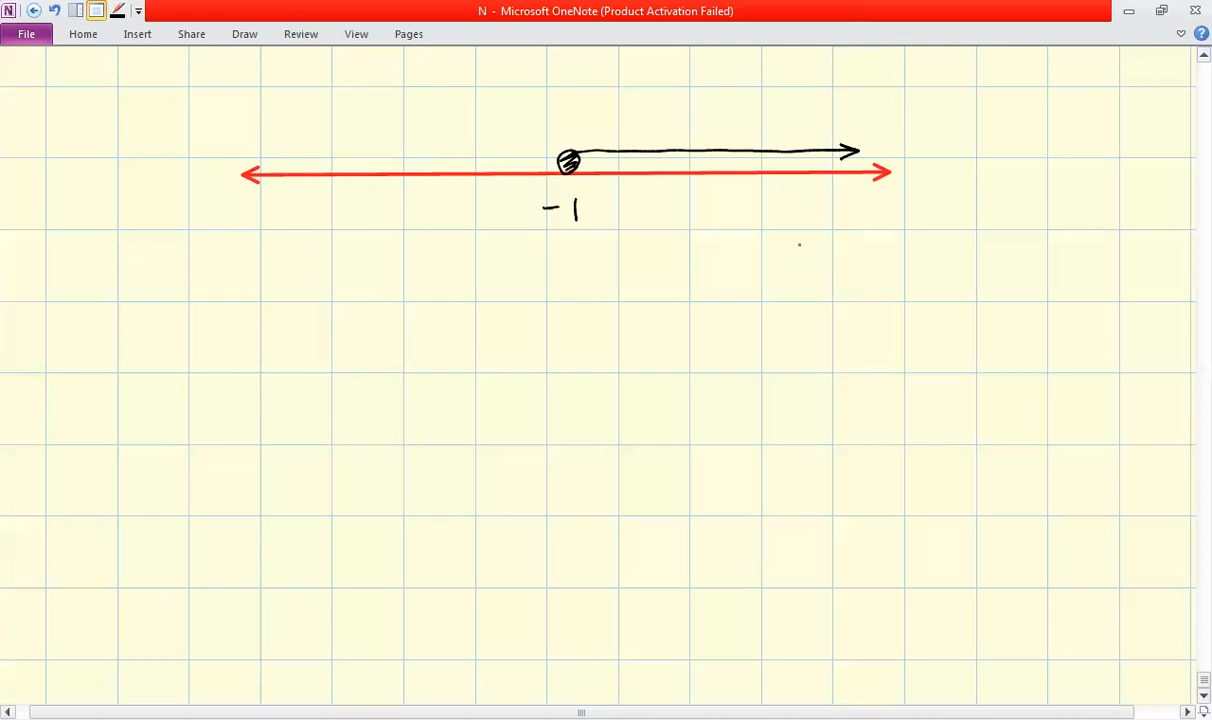 N - Microsoft OneNote (Product Activation Failed)
File Home Insert Share Draw Review View Pages
- 1